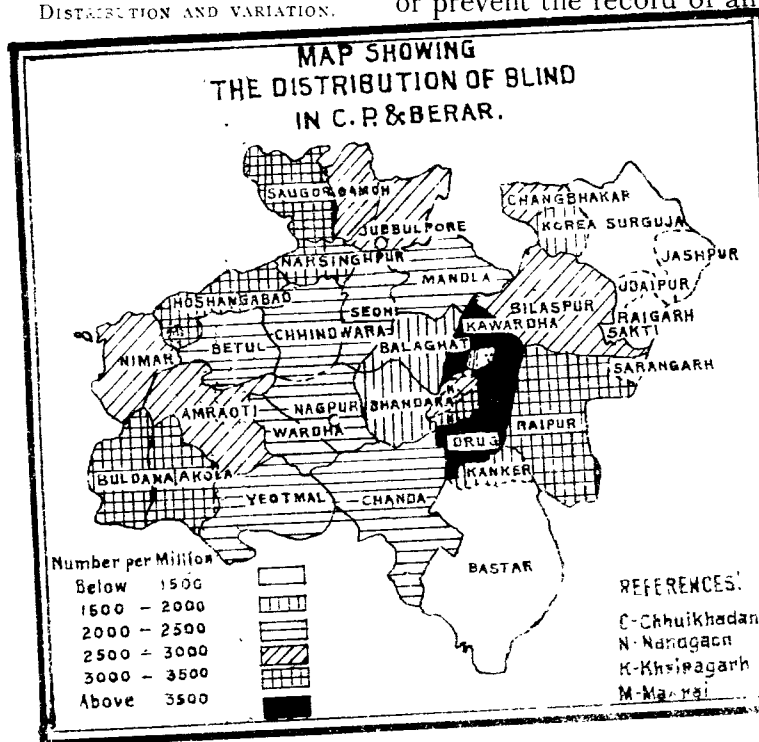 DISTRIBUTION AND VARIATION.
or prevent the record of an
MAP SHOWING
THE DISTRIBUTION OF BLIND
IN C.P. & BERAR.
SAUGOR DAMOH
JUBBULPORE
CHANGBHAKAR
KOREA SURGUJA
JASHPUR
UDAIPUR
NARSINGHPUR
MANDLA
HOSHANGABAD
SEONI
BILASPUR
RAIGARH
SAKTI
NIMAR
BETUL
CHHINDWARA
BALAGHAT
KAWARDHA
SARANGARH
AMRAOTI
NAGPUR
BHANDARA
WARDHA
RAIPUR
DRUG
BULDANA AKOLA
KANKER
YEOTMAL
CHANDA
BASTAR
Number per Million
Below 1500
1500 - 2000
2000 - 2500
2500 - 3000
3000 - 3500
Above 3500
REFERENCES:
C-Chhuikhadan
N-Nandgaon
K-Khairagarh